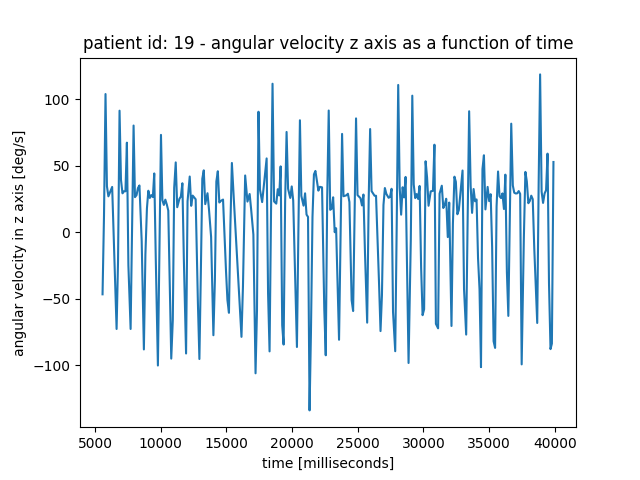 patient id: 19 - angular velocity z axis as a function of time
angular velocity in z axis [deg/s]
100
50
0
−50
−100
5000 10000 15000 20000 25000 30000 35000 40000
time [milliseconds]